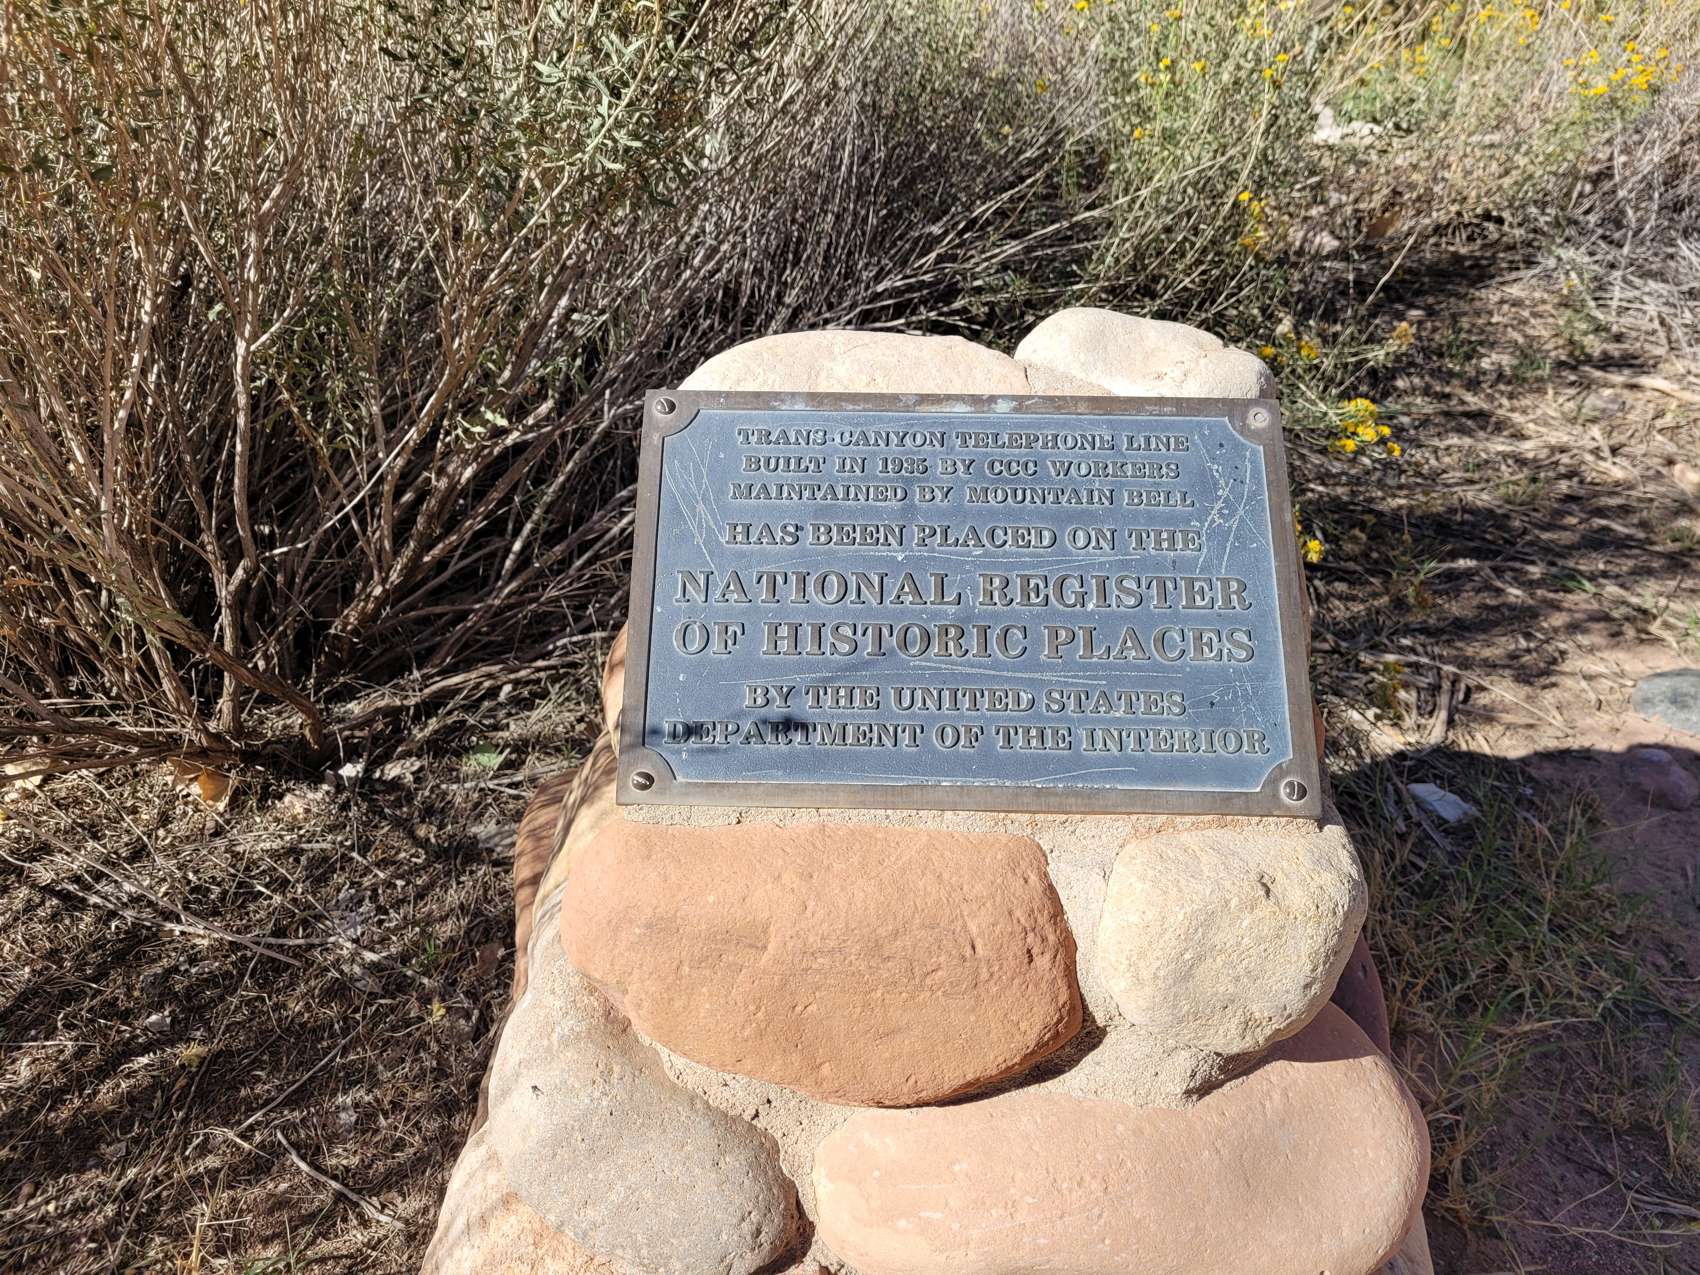 TRANS-CANYON TELEPHONE LINE
BUILT IN 1935 BY CCC WORKERS
MAINTAINED BY MOUNTAIN BELL
HAS BEEN PLACED ON THE
NATIONAL REGISTER
OF HISTORIC PLACES
BY THE UNITED STATES
DEPARTMENT OF THE INTERIOR